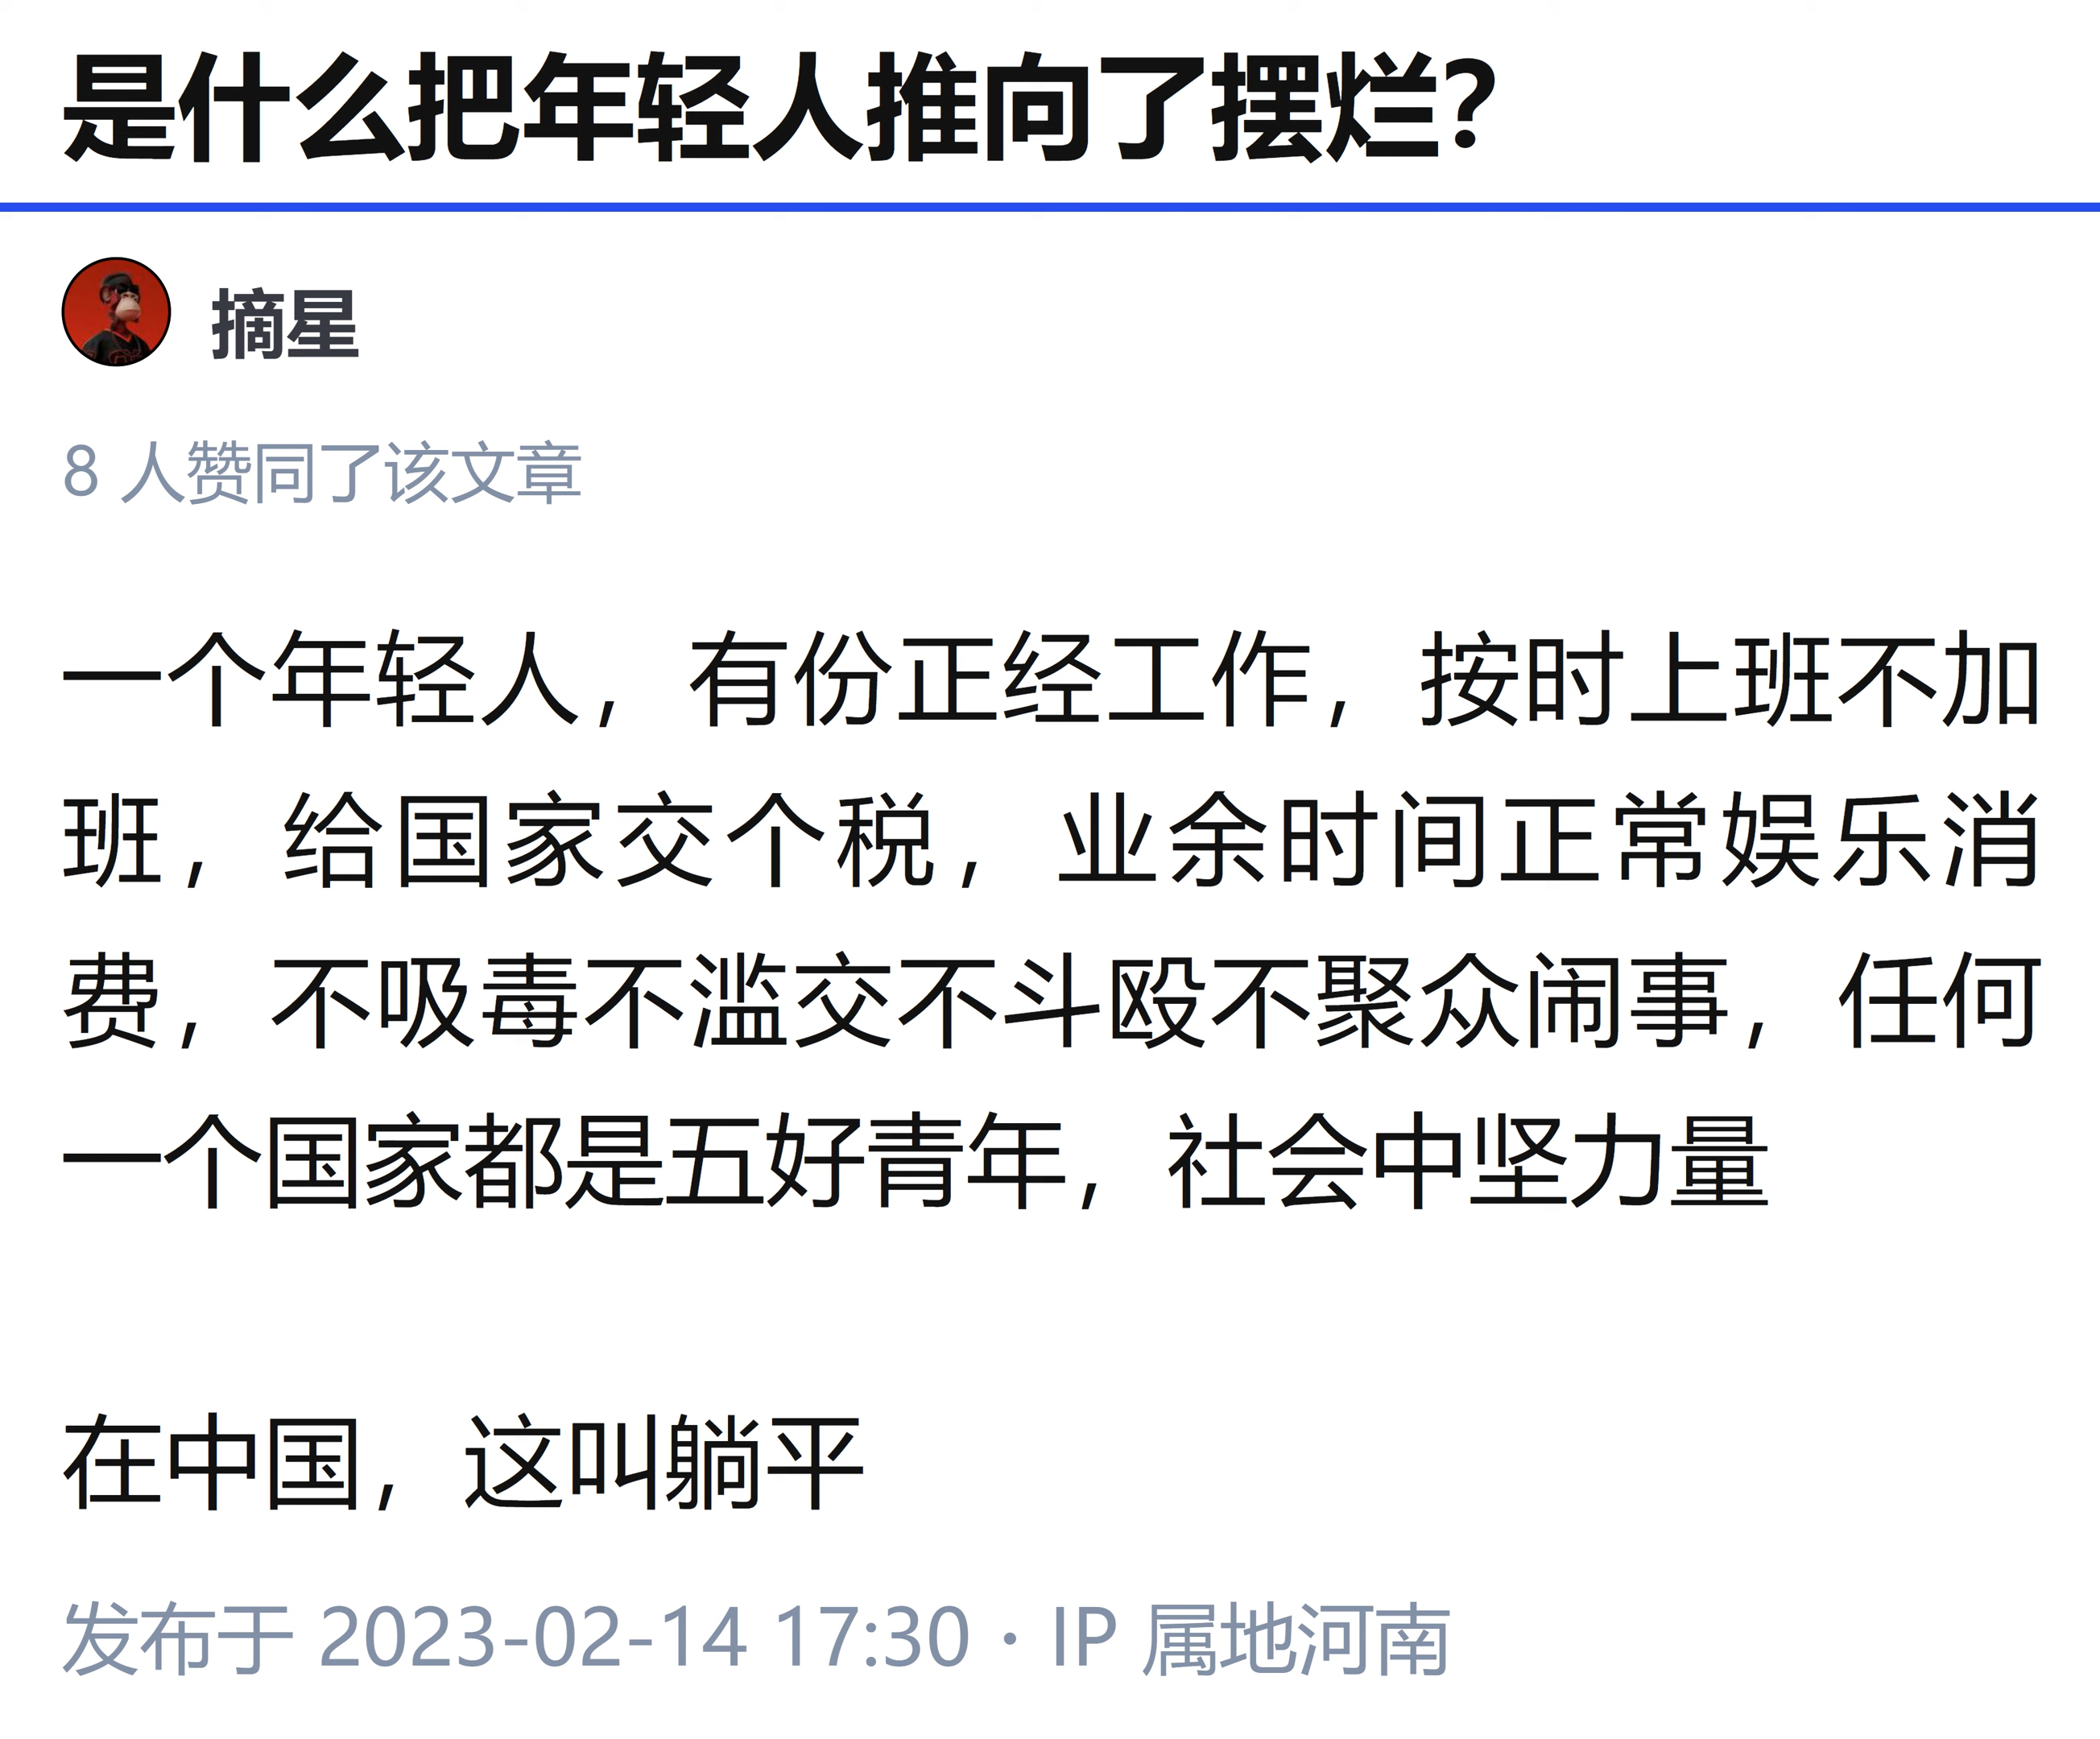 是什么把年轻人推向了摆烂？
摘星
8 人赞同了该文章
一个年轻人，有份正经工作，按时上班不加
班，给国家交个税，业余时间正常娱乐消
费，不吸毒不滥交不斗殴不聚众闹事，任何
一个国家都是五好青年，社会中坚力量
在中国，这叫躺平
发布于 2023-02-14 17:30 · IP 属地河南